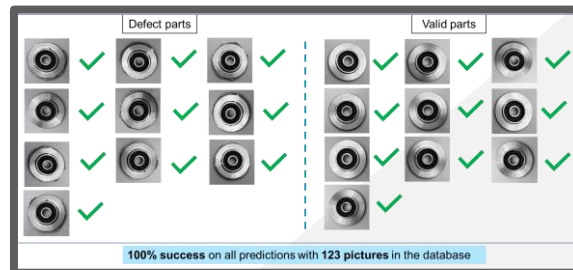 Defect parts
Valid parts
100% success on all predictions with 123 pictures in the database